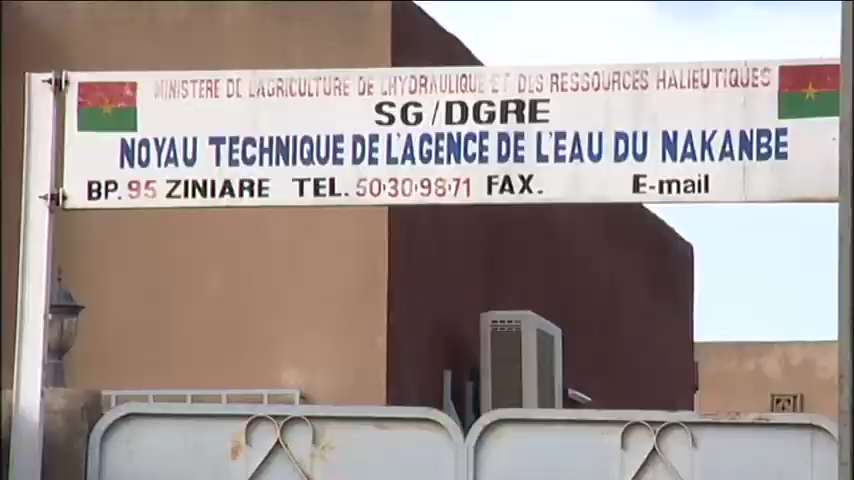 MINISTERE DE L'AGRICULTURE DE L'HYDRAULIQUE ET DES RESSOURCES HALIEUTIQUES
SG/DGRE
NOYAU TECHNIQUE DE L'AGENCE DE L'EAU DU NAKANBE
BP. 95 ZINIARE TEL. 50.30.98.71 FAX. E-mail